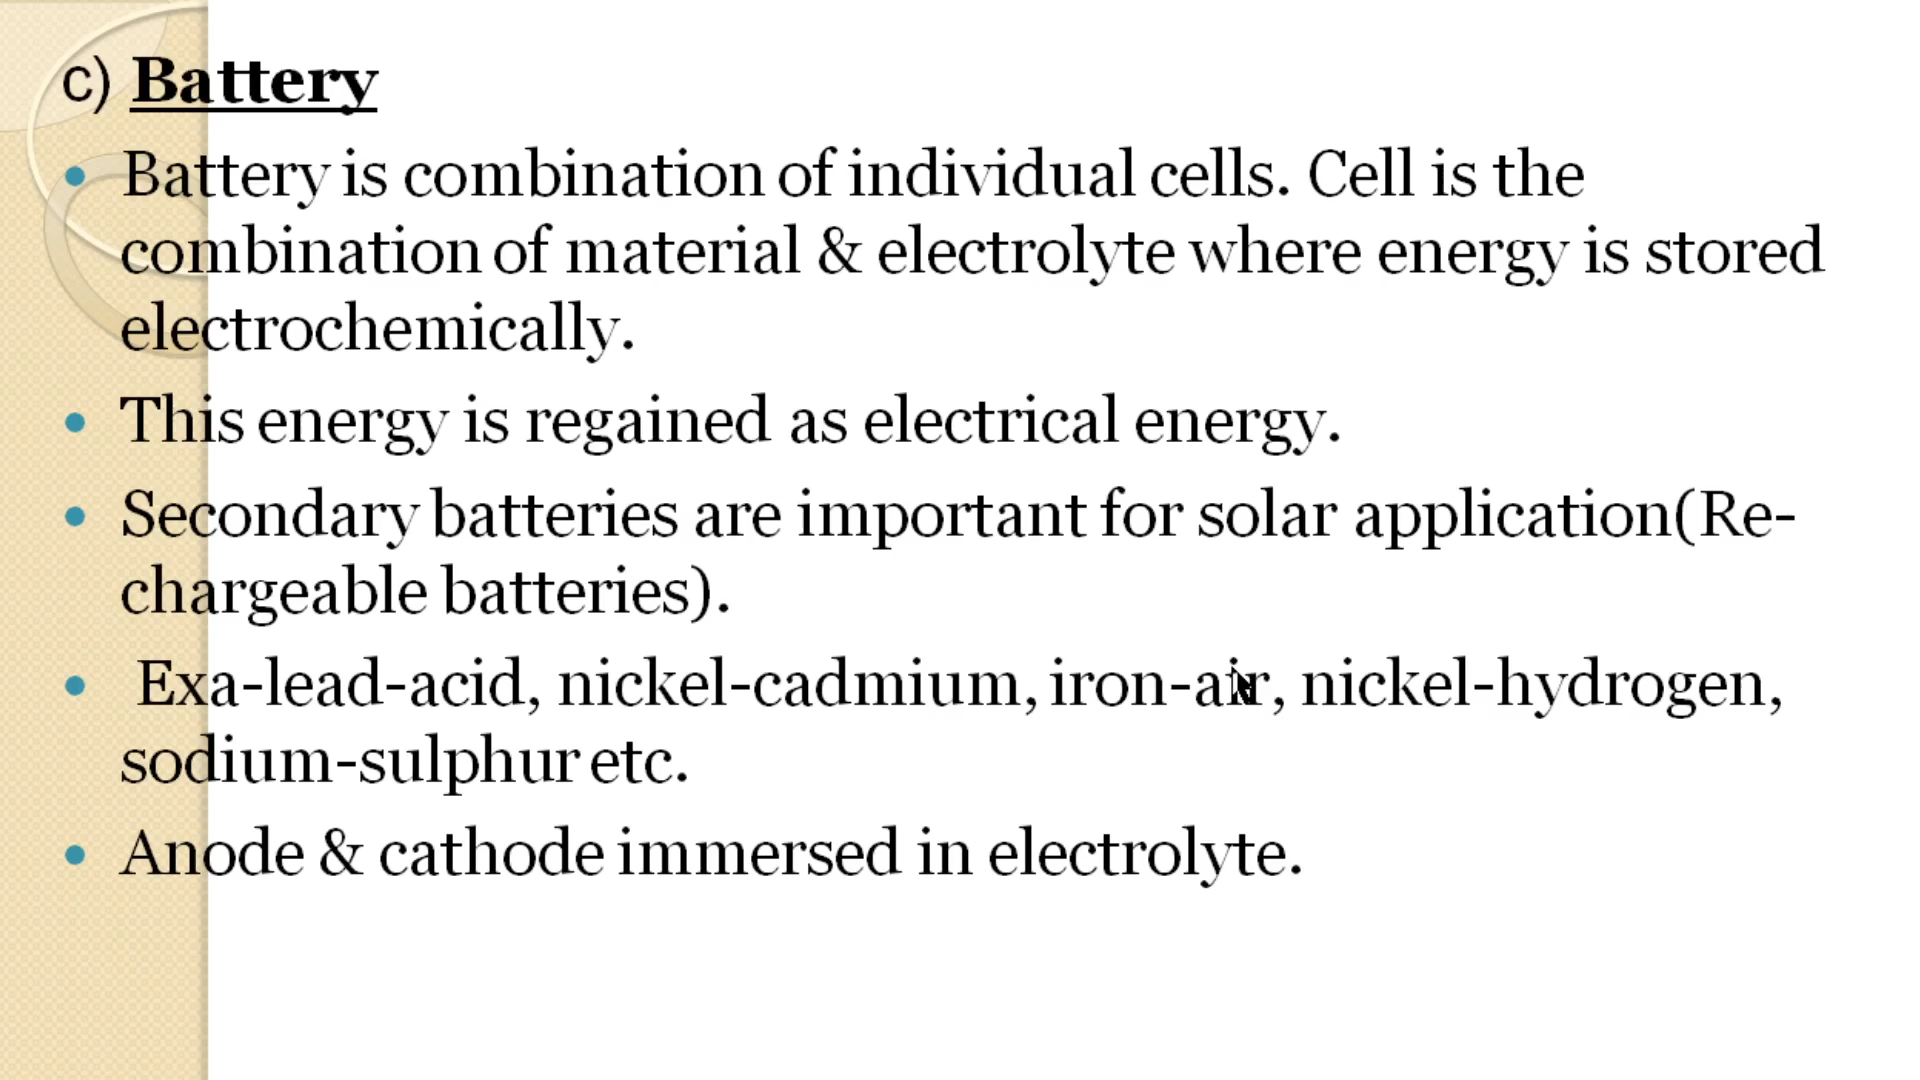 c) Battery
• Battery is combination of individual cells. Cell is the
combination of material & electrolyte where energy is stored
electrochemically.
• This energy is regained as electrical energy.
• Secondary batteries are important for solar application(Re-
chargeable batteries).
• Exa-lead-acid, nickel-cadmium, iron-air, nickel-hydrogen,
sodium-sulphur etc.
• Anode & cathode immersed in electrolyte.